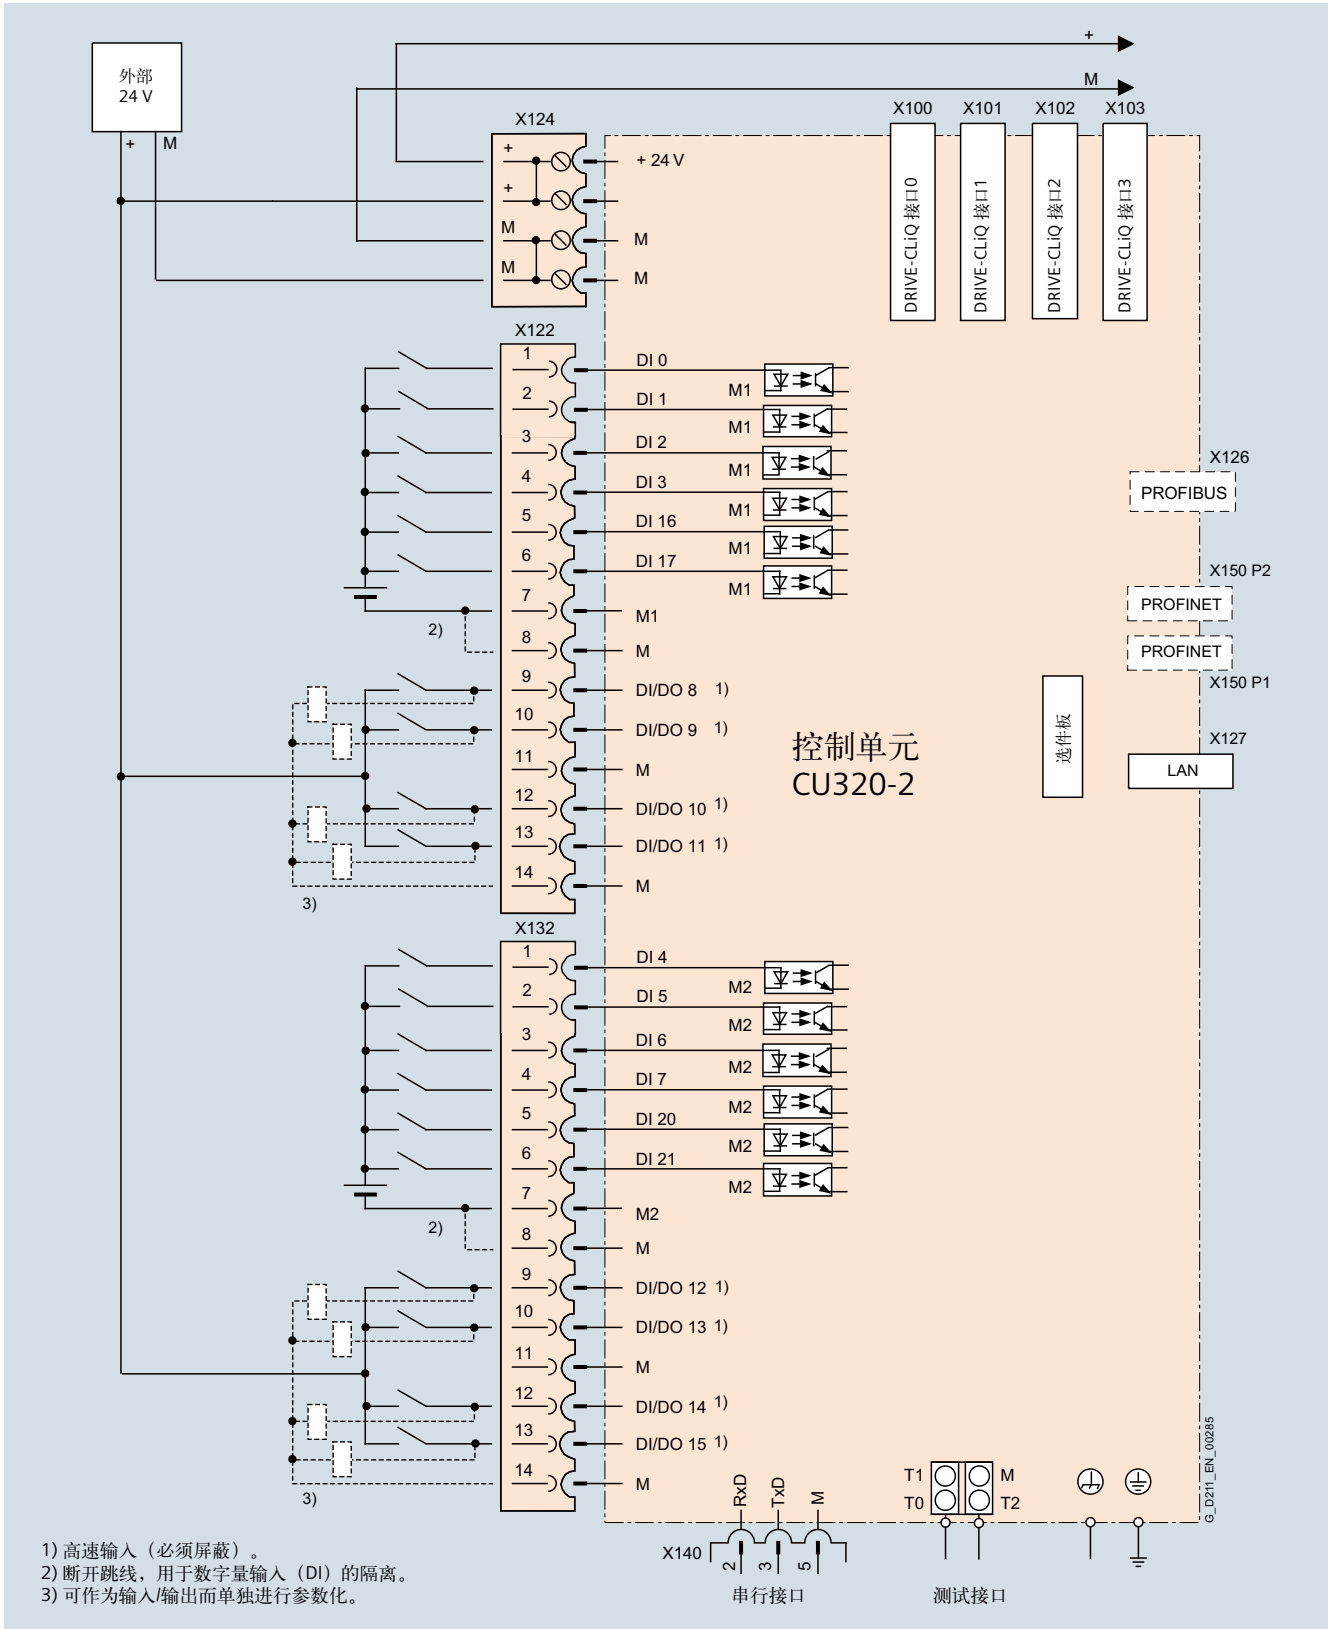 +
M
外部
24 V
+
M
X124
X100
X101
X102
X103
+
+ 24 V
+
M
M
M
M
DRIVE-CLiQ 接口0
DRIVE-CLiQ 接口1
DRIVE-CLiQ 接口2
DRIVE-CLiQ 接口3
X122
1
DI 0
M1
2
DI 1
M1
3
DI 2
M1
4
DI 3
M1
5
DI 16
M1
6
DI 17
M1
7
M1
2)
8
M
9
DI/DO 8 1)
10
DI/DO 9 1)
11
M
12
DI/DO 10 1)
13
DI/DO 11 1)
14
M
3)
X126
PROFIBUS
X150 P2
PROFINET
PROFINET
X150 P1
选件板
X127
LAN
控制单元
CU320-2
X132
1
DI 4
M2
2
DI 5
M2
3
DI 6
M2
4
DI 7
M2
5
DI 20
M2
6
DI 21
M2
7
M2
2)
8
M
9
DI/DO 12 1)
10
DI/DO 13 1)
11
M
12
DI/DO 14 1)
13
DI/DO 15 1)
14
M
3)
RxD
TxD
M
X140
2
3
5
串行接口
T1
M
T0
T2
测试接口
G_D211_EN_00285
1) 高速输入（必须屏蔽）。
2) 断开跳线，用于数字量输入（DI）的隔离。
3) 可作为输入/输出而单独进行参数化。